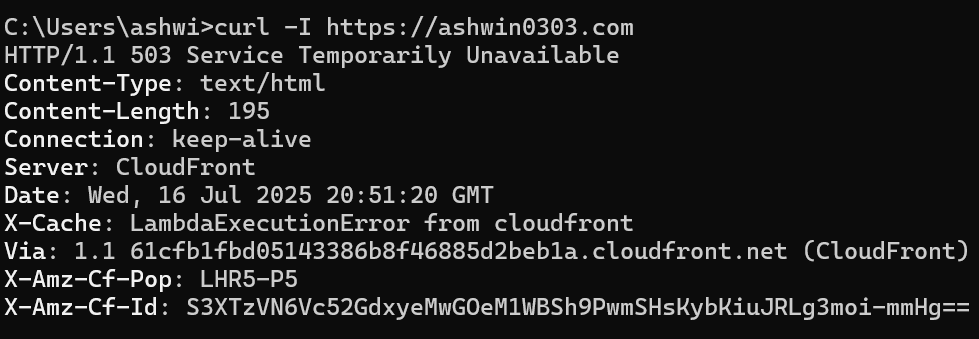 C:\Users\ashwi>curl -I https://ashwin0303.com
HTTP/1.1 503 Service Temporarily Unavailable
Content-Type: text/html
Content-Length: 195
Connection: keep-alive
Server: CloudFront
Date: Wed, 16 Jul 2025 20:51:20 GMT
X-Cache: LambdaExecutionError from cloudfront
Via: 1.1 61cfb1fbd05143386b8f46885d2beb1a.cloudfront.net (CloudFront)
X-Amz-Cf-Pop: LHR5-P5
X-Amz-Cf-Id: S3XTzVN6Vc52GdxyeMwGOeM1WBSh9PwmSHsKybKiuJRLg3moi-mmHg==